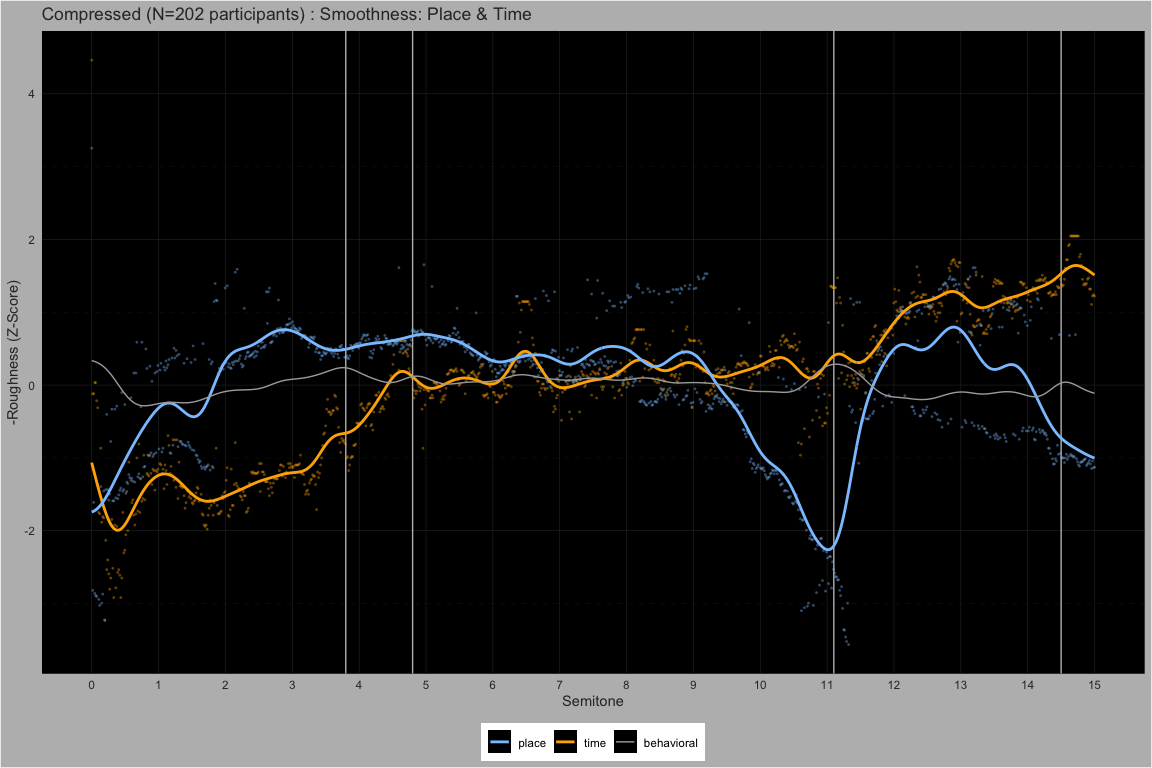 Compressed (N=202 participants) : Smoothness: Place & Time
-Roughness (Z-Score)
4
2
0
-2
0 1 2 3 4 5 6 7 8 9 10 11 12 13 14 15
Semitone
place time behavioral